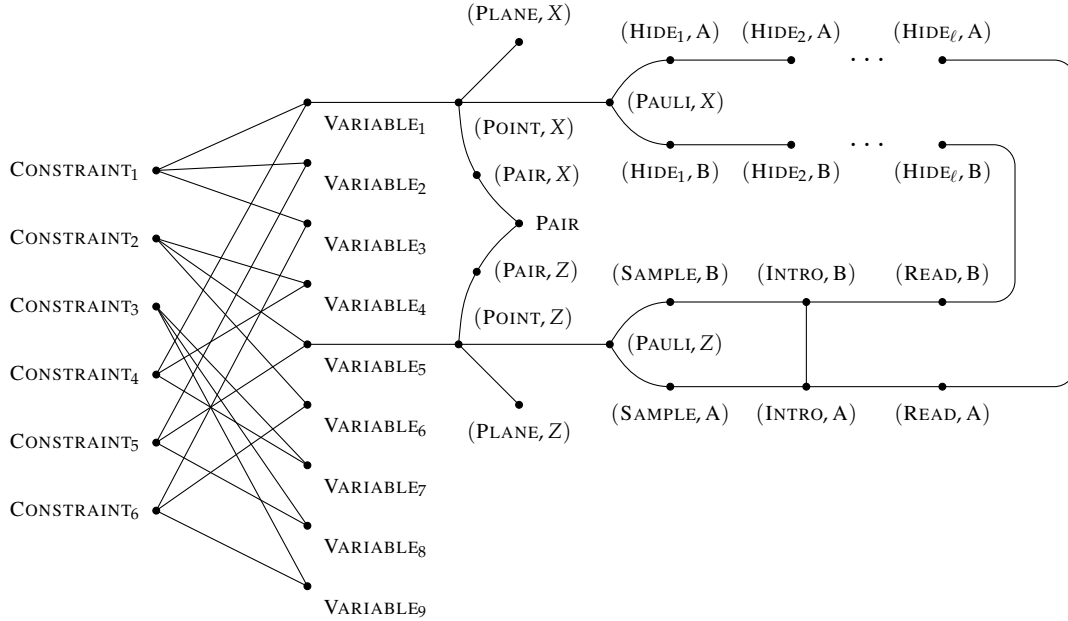 (PLANE, X)
(HIDE₁, A) (HIDE₂, A) (HIDEℓ, A)
· · ·
(PAULI, X)
VARIABLE₁ (POINT, X)
· · ·
CONSTRAINT₁ (PAIR, X) (HIDE₁, B) (HIDE₂, B) (HIDEℓ, B)
VARIABLE₂
PAIR
CONSTRAINT₂ VARIABLE₃
(PAIR, Z) (SAMPLE, B) (INTRO, B) (READ, B)
CONSTRAINT₃ VARIABLE₄ (POINT, Z)
(PAULI, Z)
CONSTRAINT₄ VARIABLE₅
(SAMPLE, A) (INTRO, A) (READ, A)
(PLANE, Z)
CONSTRAINT₅ VARIABLE₆
VARIABLE₇
CONSTRAINT₆
VARIABLE₈
VARIABLE₉